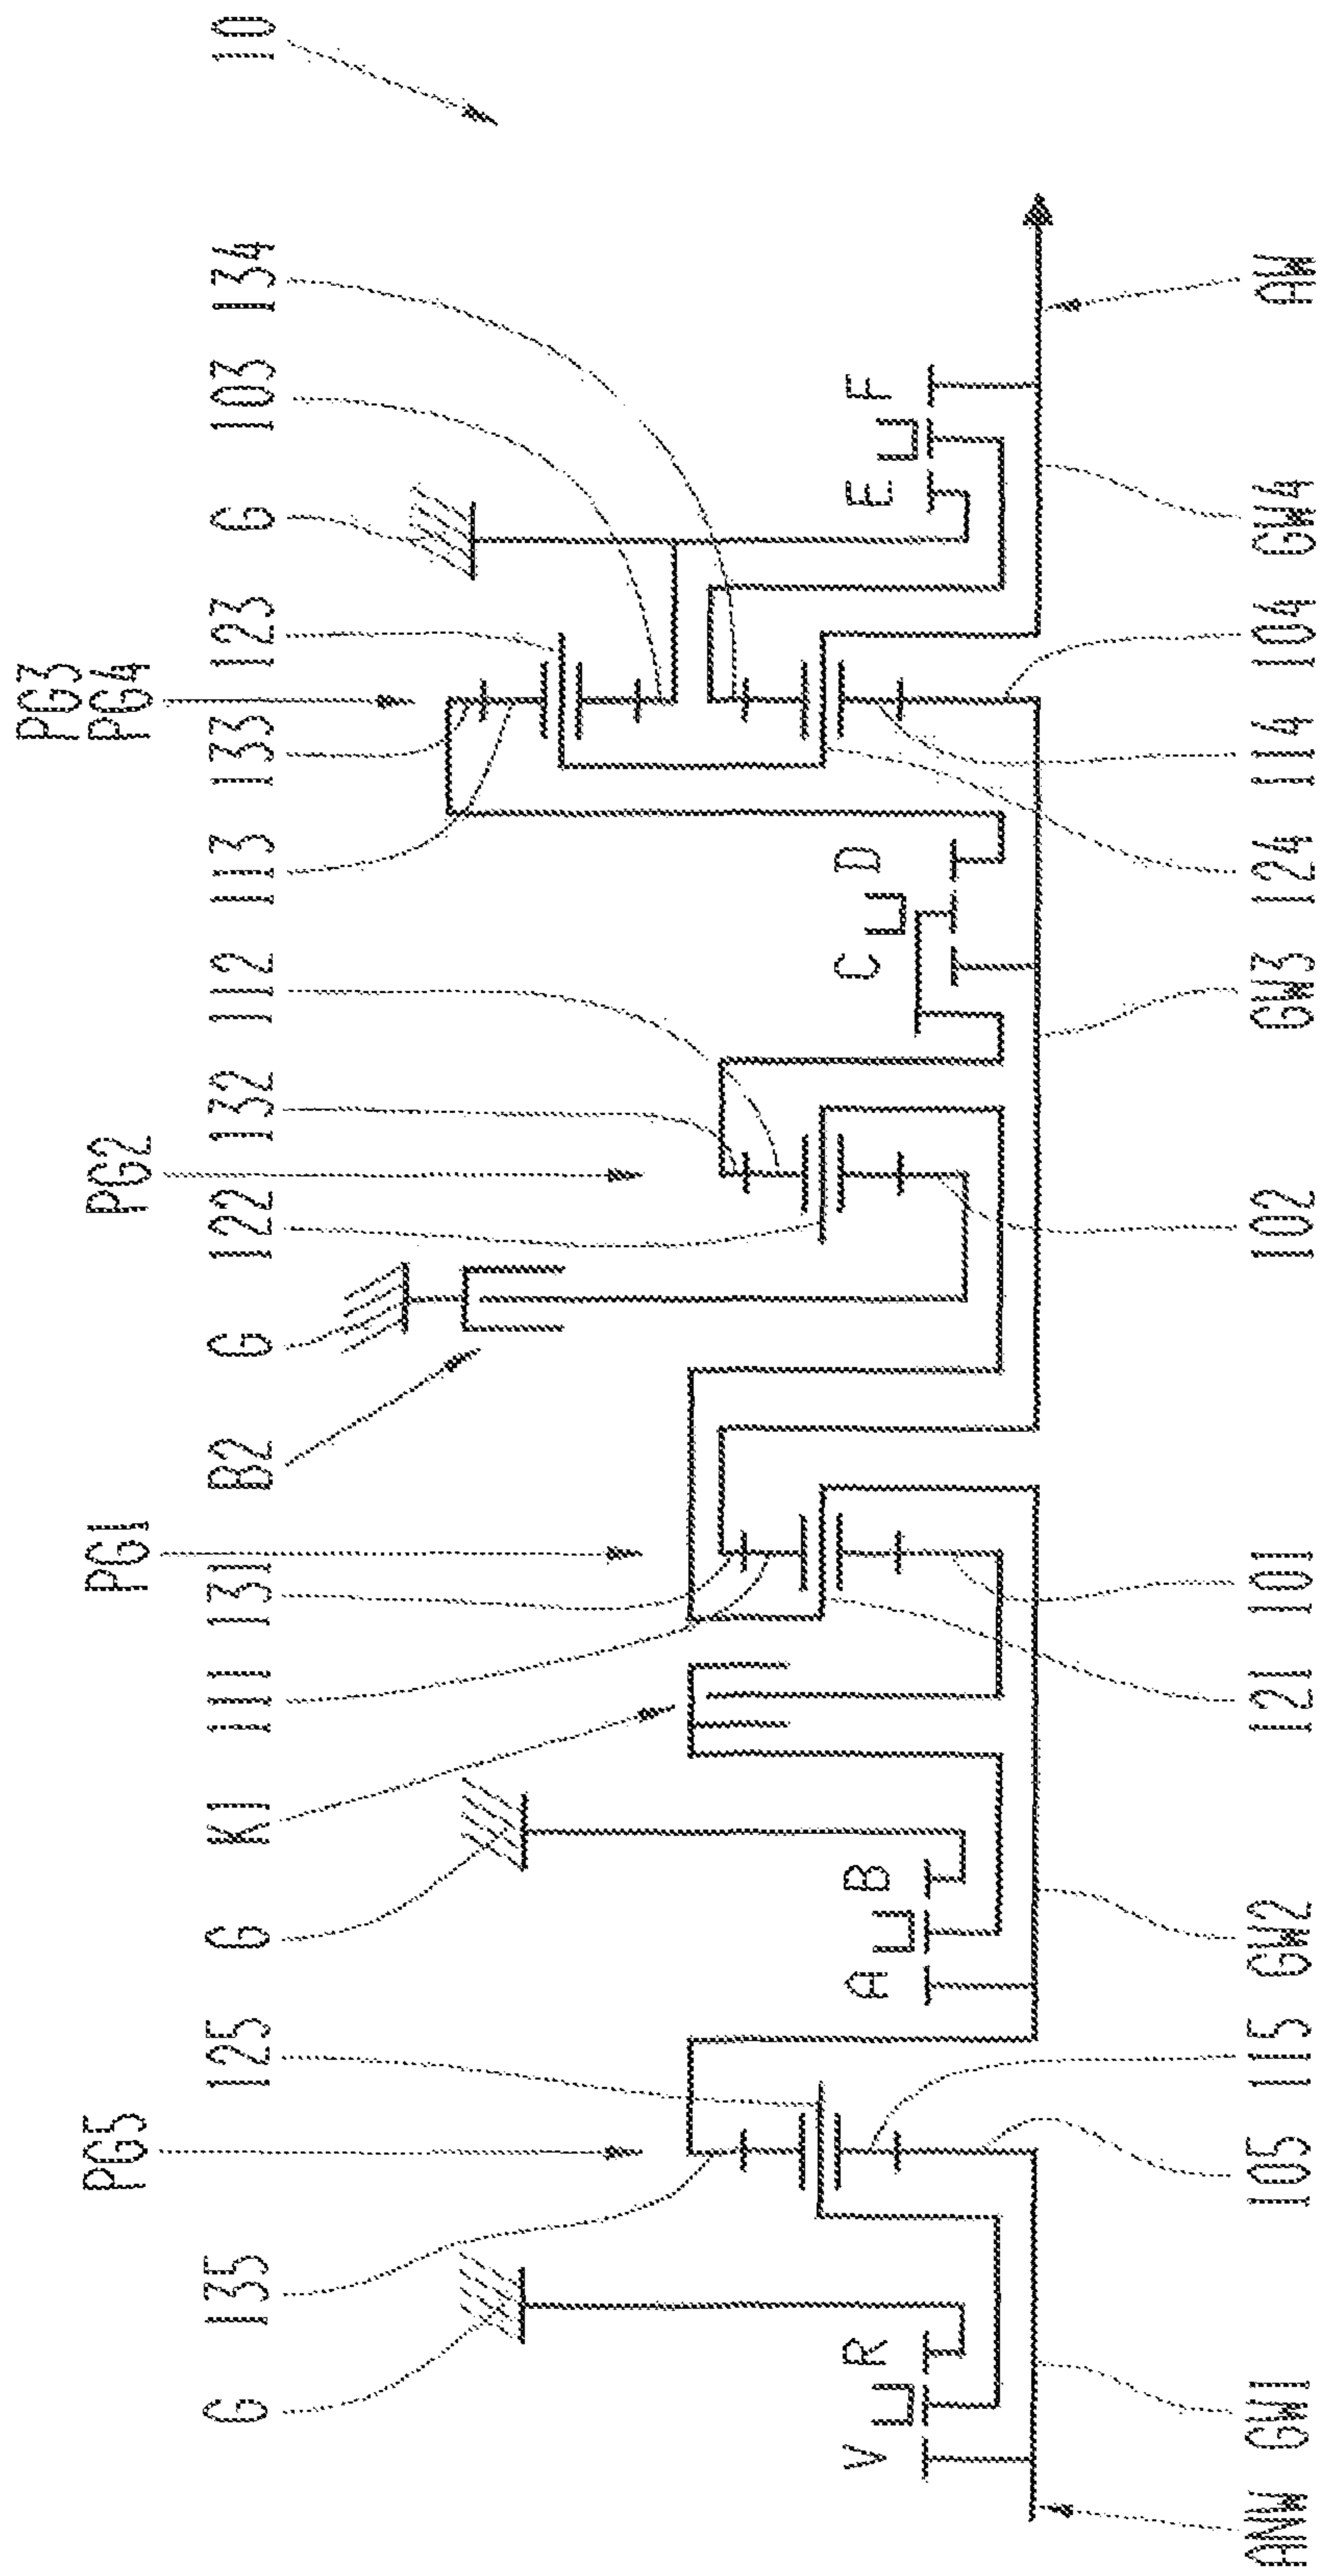 PG3
PG5 PG1 PG2 PG4
G 135 125 G K1 111 131 B2 G 122 132 112 113 133 123 G 103 134 10
V R A B C D E F
ANW GW1 105 115 GW2 121 101 102 GW3 124 114 104 GW4 AW